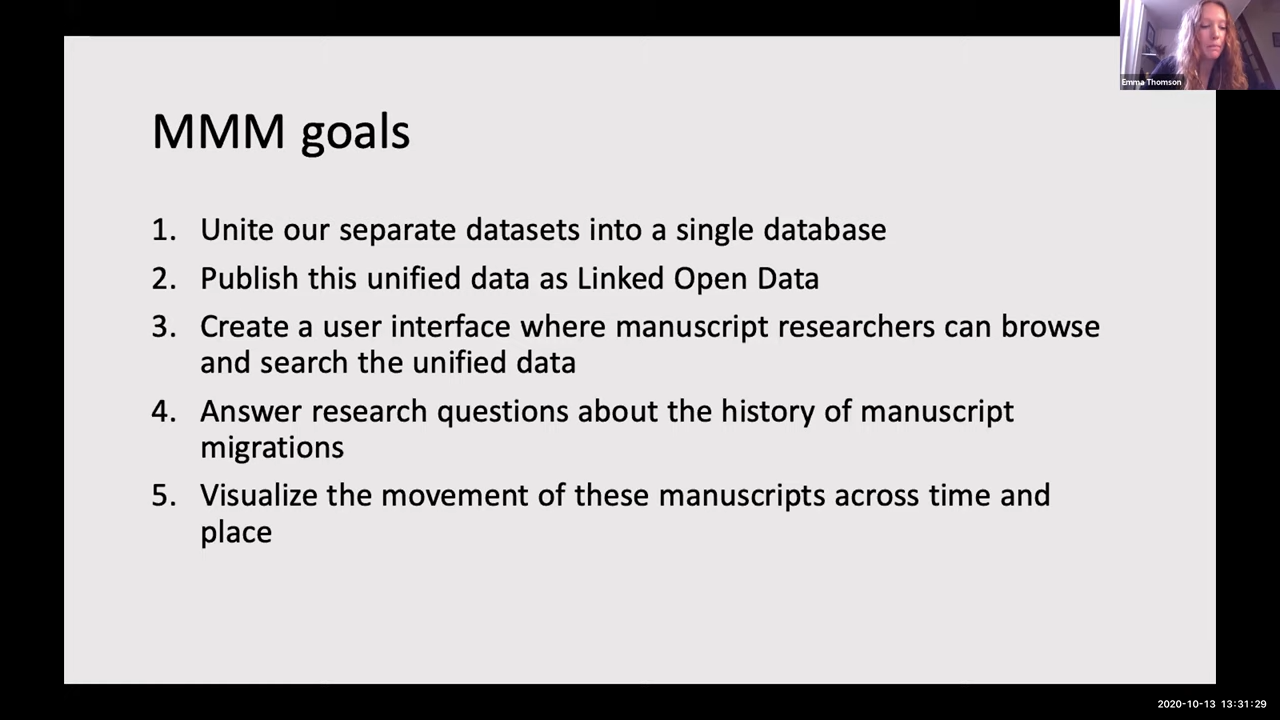 Emma Thomson
MMM goals
1. Unite our separate datasets into a single database
2. Publish this unified data as Linked Open Data
3. Create a user interface where manuscript researchers can browse
and search the unified data
4. Answer research questions about the history of manuscript
migrations
5. Visualize the movement of these manuscripts across time and
place
2020-10-13 13:31:29